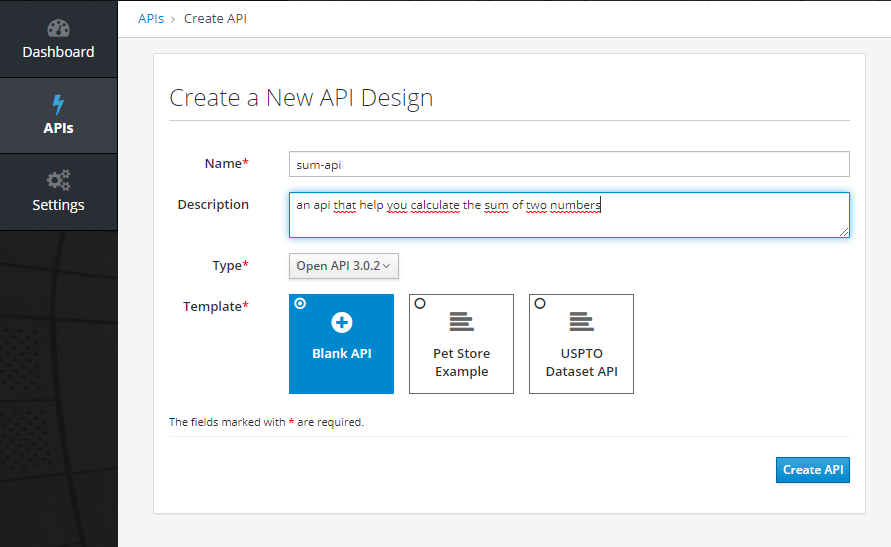 Dashboard
APIs
Settings
APIs > Create API
Create a New API Design
Name*
sum-api
Description
an api that help you calculate the sum of two numbers
Type*
Open API 3.0.2
Template*
Blank API
Pet Store
Example
USPTO
Dataset API
The fields marked with * are required.
Create API